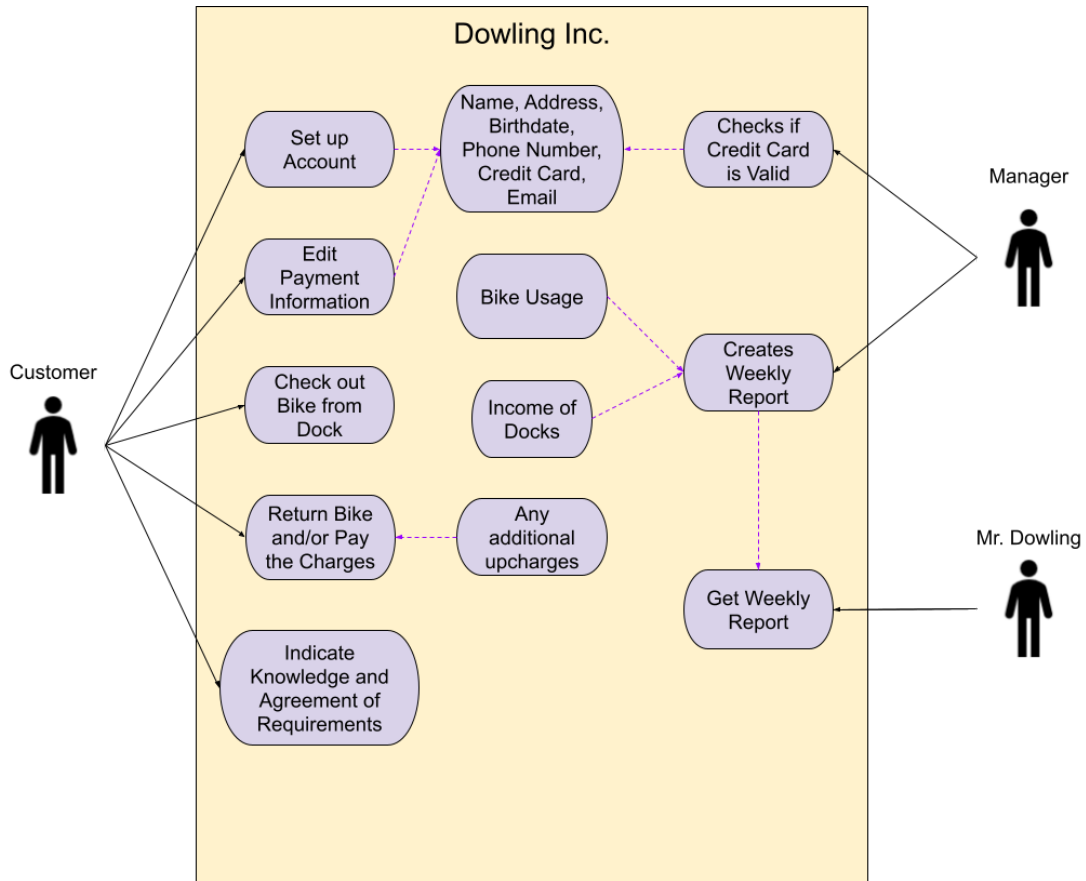 Dowling Inc.
Set up
Account
Name, Address,
Birthdate,
Phone Number,
Credit Card,
Email
Checks if
Credit Card
is Valid
Manager
Edit
Payment
Information
Bike Usage
Creates
Weekly
Report
Customer
Check out
Bike from
Dock
Income of
Docks
Return Bike
and/or Pay
the Charges
Any
additional
upcharges
Mr. Dowling
Get Weekly
Report
Indicate
Knowledge and
Agreement of
Requirements